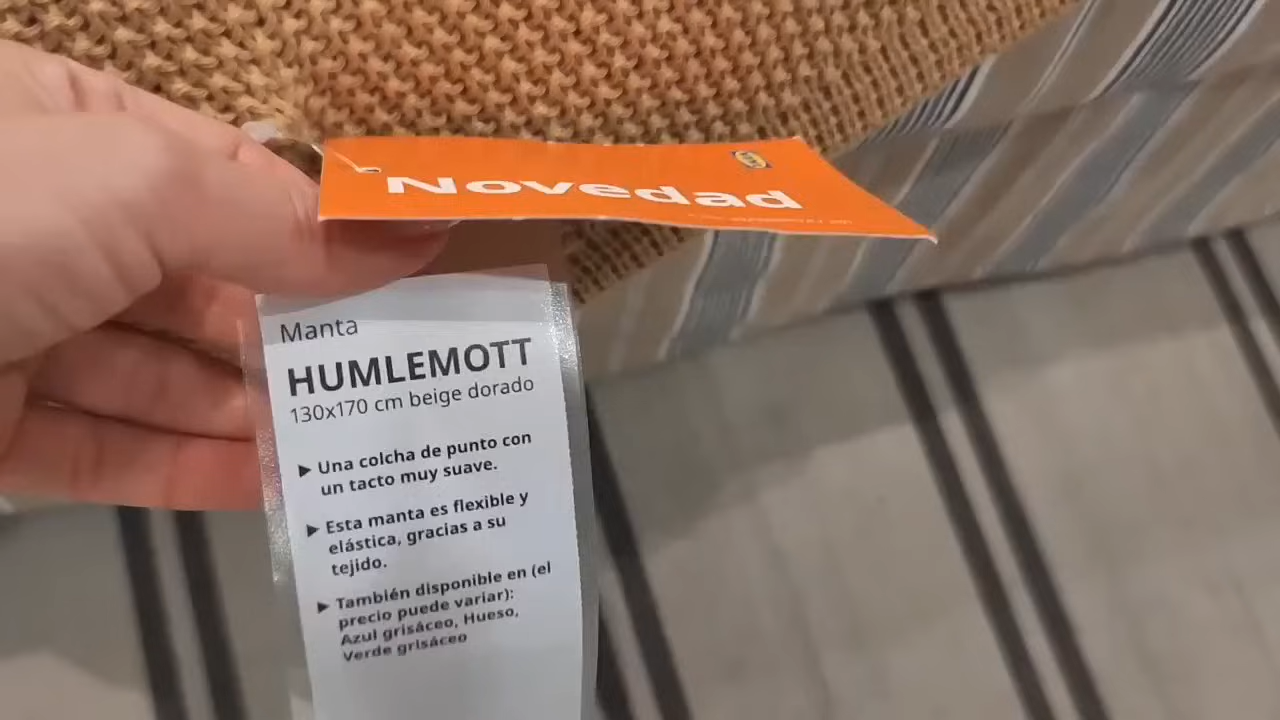 Novedad
Manta
HUMLEMOTT
130x170 cm beige dorado
▶ Una colcha de punto con
un tacto muy suave.
▶ Esta manta es flexible y
elástica, gracias a su
tejido.
▶ También disponible en (el
precio puede variar):
Azul grisáceo, Hueso,
Verde grisáceo